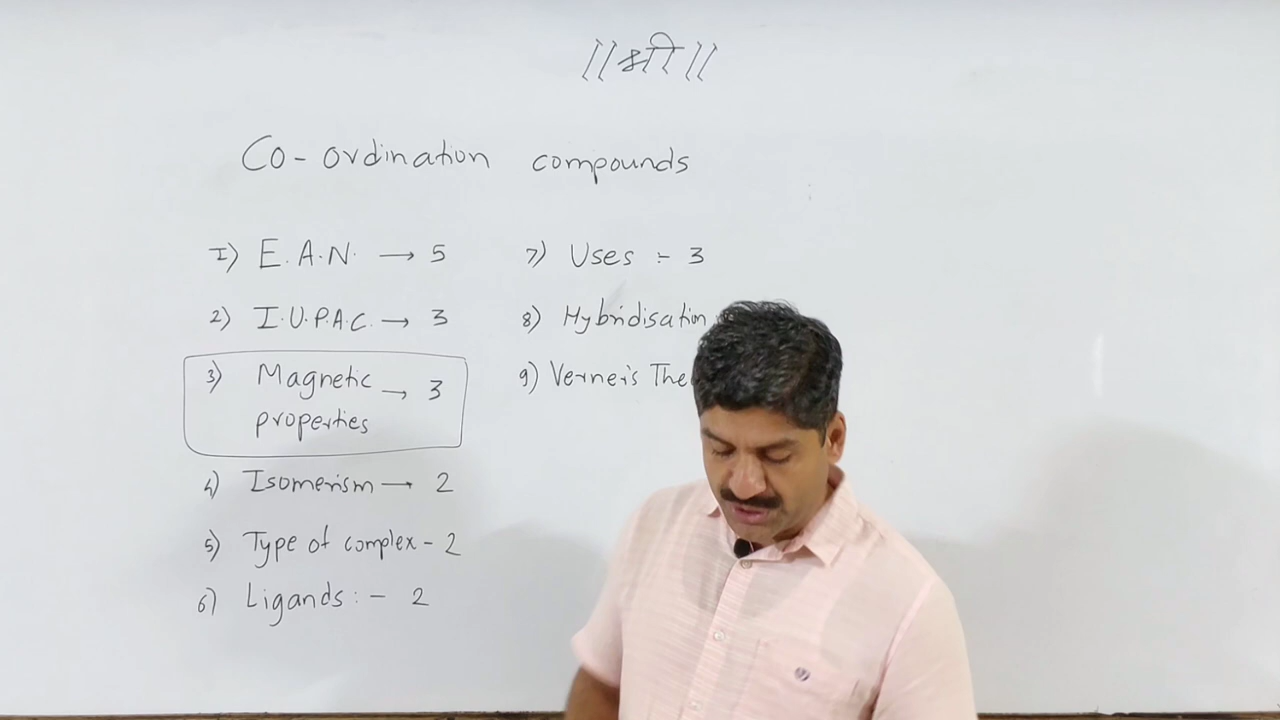 ||श्री||
Co-ordination compounds
1) E.A.N. → 5
2) I.U.P.A.C. → 3
3) Magnetic properties → 3
4) Isomerism → 2
5) Type of complex - 2
6) Ligands :- 2
7) Uses :- 3
8) Hybridisation
9) Verner's